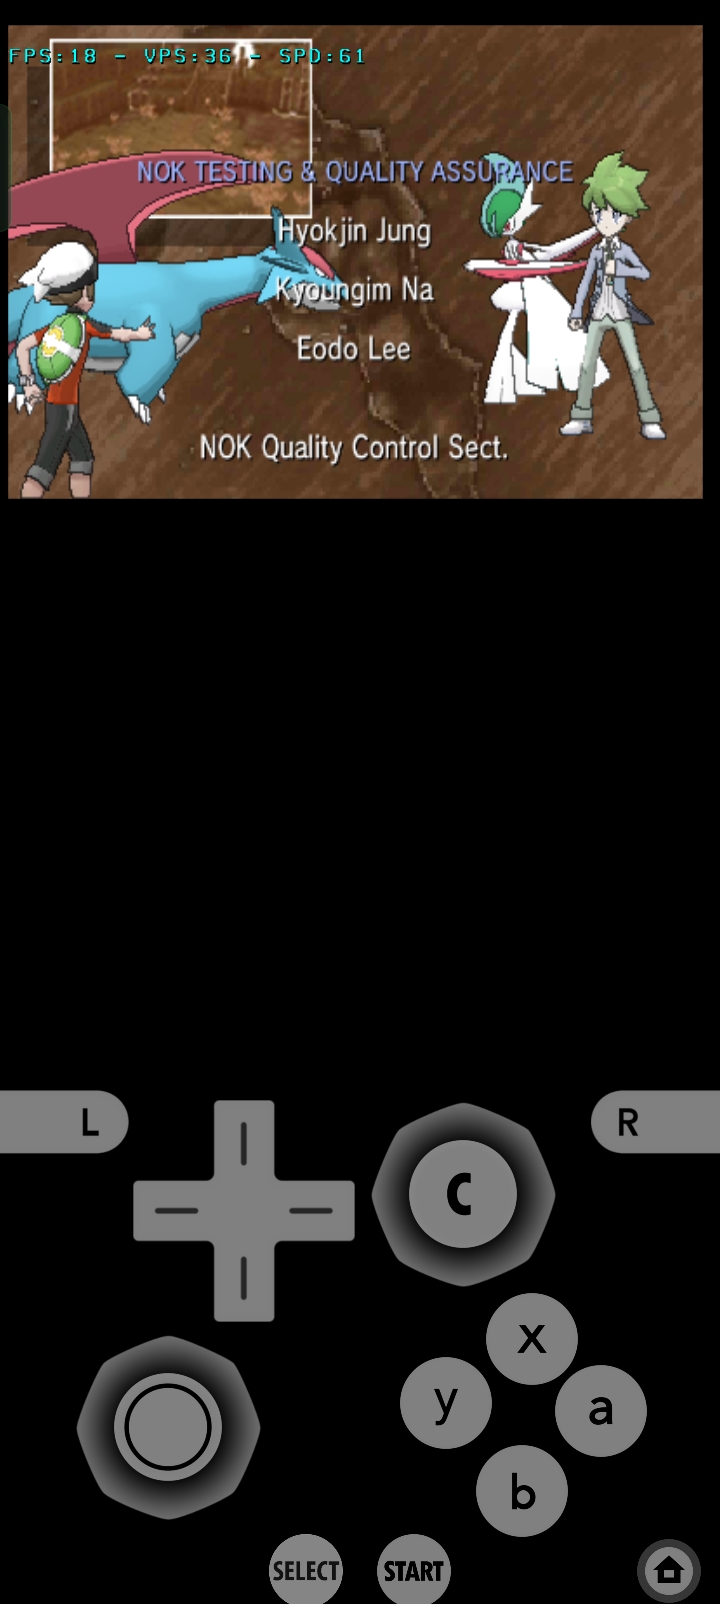 FPS:18 - VPS:36 - SPD:61
NOK TESTING & QUALITY ASSURANCE
Hyokjin Jung
Kyoungim Na
Eodo Lee
NOK Quality Control Sect.
L
R
C
x
y
a
b
SELECT
START